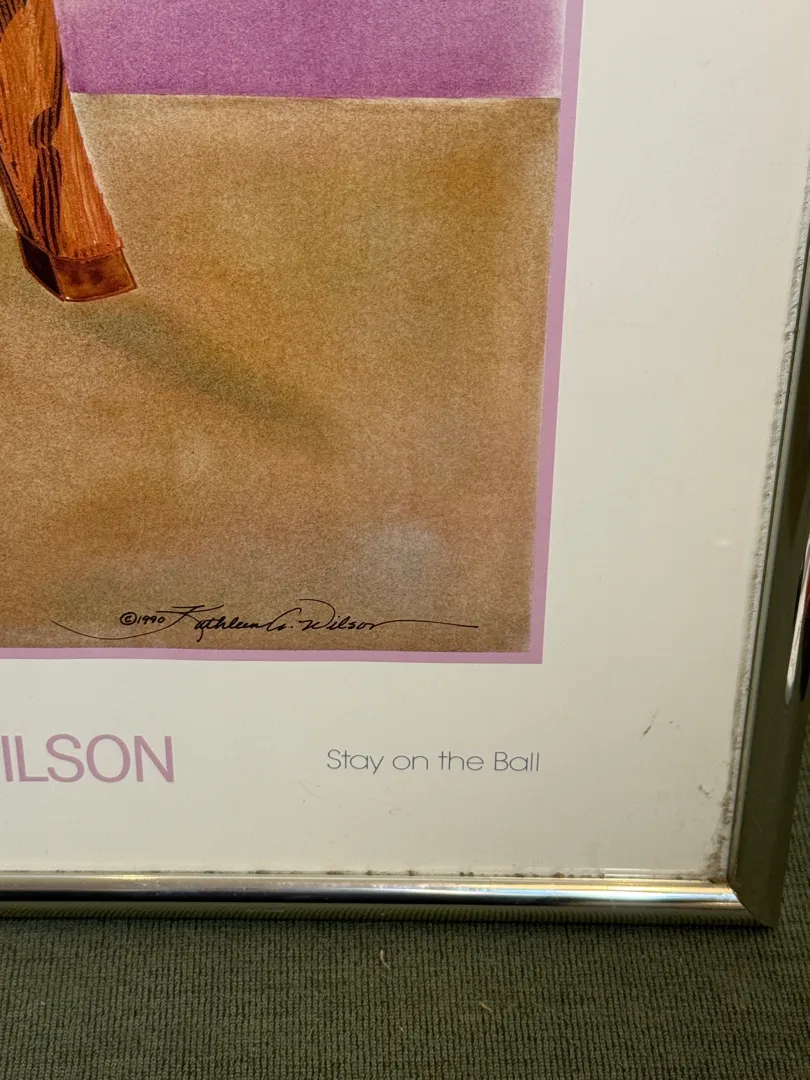 ©1990 Kathleen A. Wilson
ILSON
Stay on the Ball